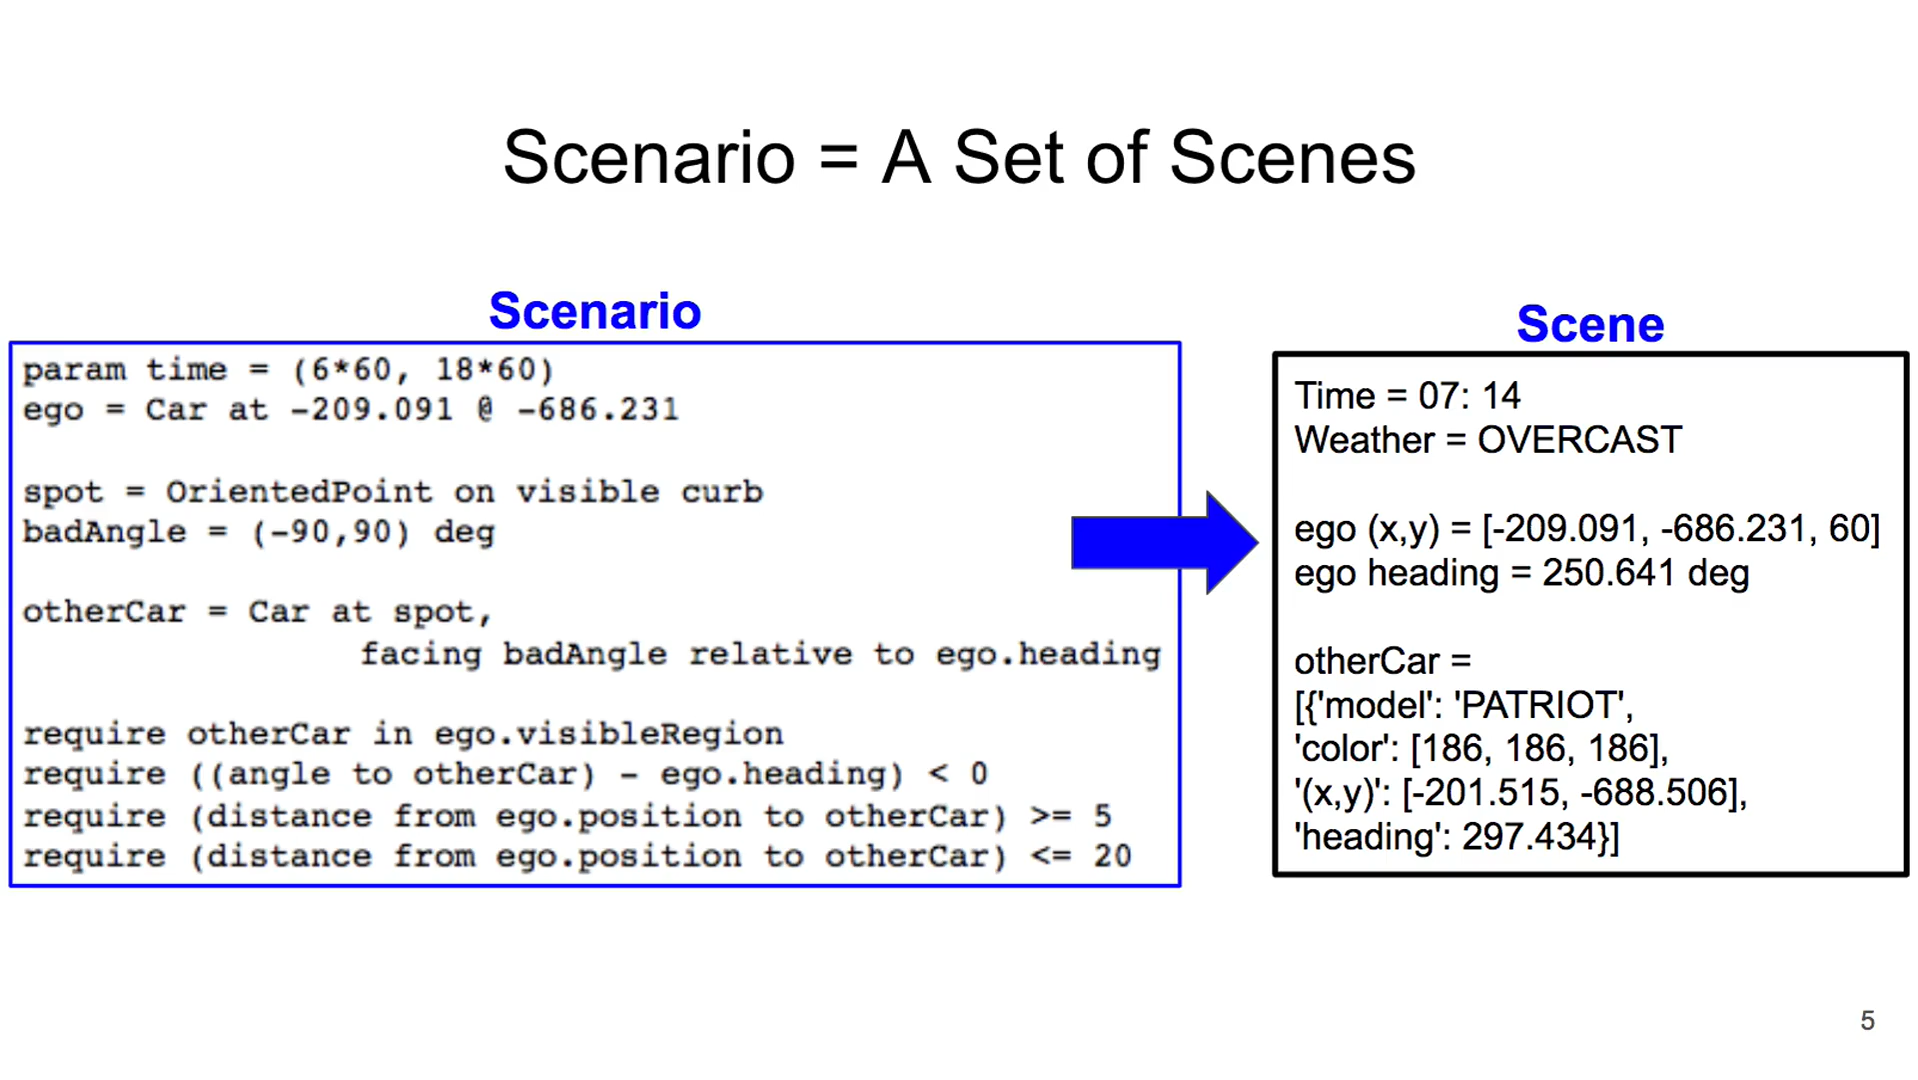 Scenario = A Set of Scenes
Scenario
param time = (6*60, 18*60)
ego = Car at -209.091 @ -686.231
spot = OrientedPoint on visible curb
badAngle = (-90,90) deg
otherCar = Car at spot,
facing badAngle relative to ego.heading
require otherCar in ego.visibleRegion
require ((angle to otherCar) - ego.heading) < 0
require (distance from ego.position to otherCar) >= 5
require (distance from ego.position to otherCar) <= 20
Scene
Time = 07: 14
Weather = OVERCAST
ego (x,y) = [-209.091, -686.231, 60]
ego heading = 250.641 deg
otherCar =
[{'model': 'PATRIOT',
'color': [186, 186, 186],
'(x,y)': [-201.515, -688.506],
'heading': 297.434}]
5